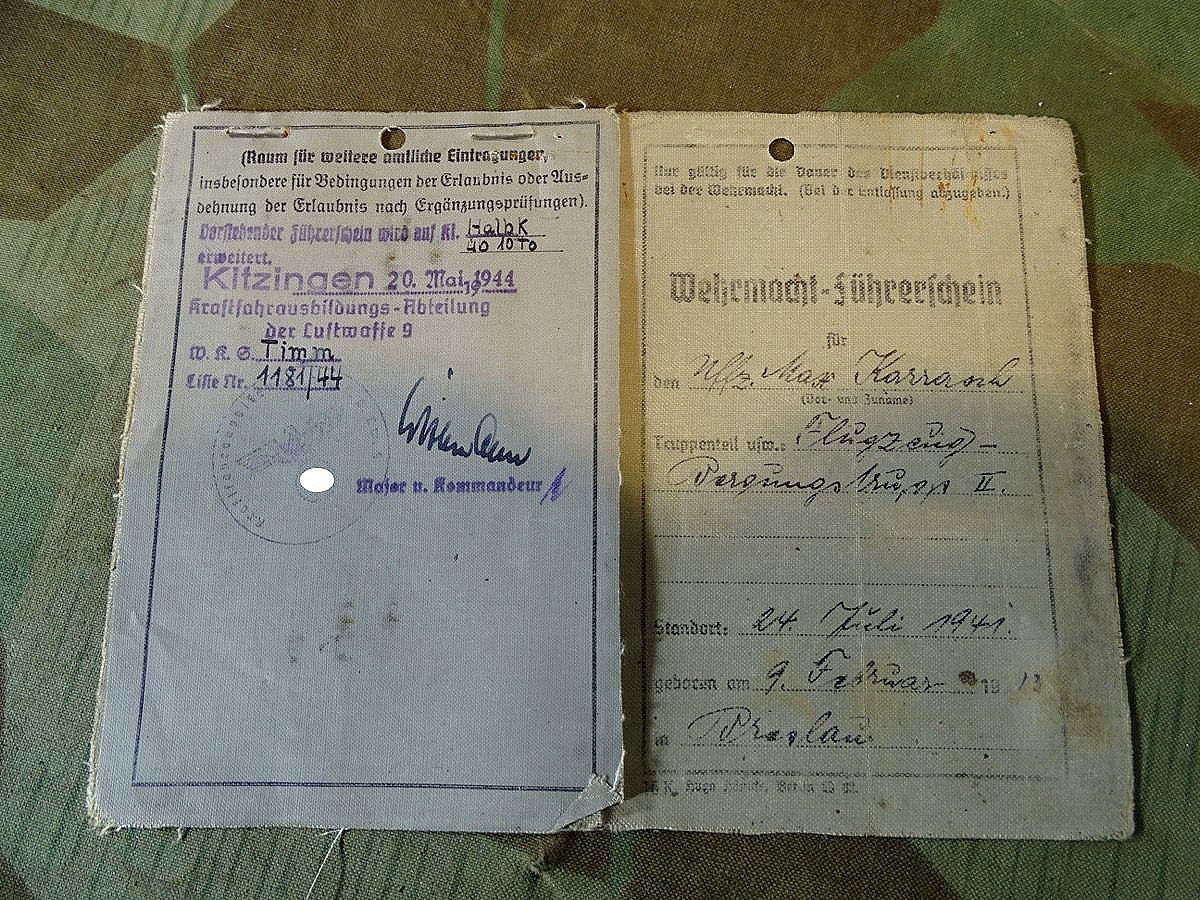 (Raum für weitere amtliche Eintragungen,
insbesondere für Bedingungen der Erlaubnis oder Aus=
dehnung der Erlaubnis nach Ergänzungsprüfungen).
Vorstehender Führerschein wird auf Kl. HalbK
40 10To
erweitert.
Kitzingen 20. Mai 1944
Kraftfahrausbildungs-Abteilung
der Luftwaffe 9
W. K. S. Timm
Liste Nr. 1181/44
Major u. Kommandeur
Nur gültig für die Dauer des Dienstverhältnisses
bei der Wehrmacht. (Bei der Entlassung abzugeben.)
Wehrmacht-Führerschein
für
den Uffz. Max Karrasch
(Vor- und Zuname)
Truppenteil usw.: Flugzeug-
Bergungstrupp II.
Standort: 24. Juli 1941.
geboren am 9. Februar 19
in Breslau
Berlin